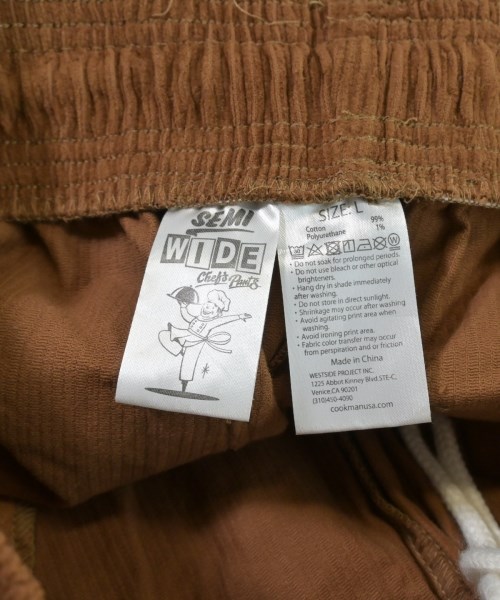 SEMI
WIDE
Chef's Pants
SIZE: L
Cotton 99%
Polyurethane 1%
• Do not soak for prolonged periods.
• Do not use bleach or other optical
brighteners.
• Hang dry in shade immediately
after washing.
• Do not store in direct sunlight.
• Shrinkage may occur after washing
• Avoid agitating print area when
washing.
• Avoid ironing print area.
• Fabric color transfer may occur
from perspiration or friction
Made in China
WESTSIDE PROJECT INC.
1225 Abbot Kinney Blvd.STE-C,
Venice.CA 90201
(310)450-4090
cookmanusa.com